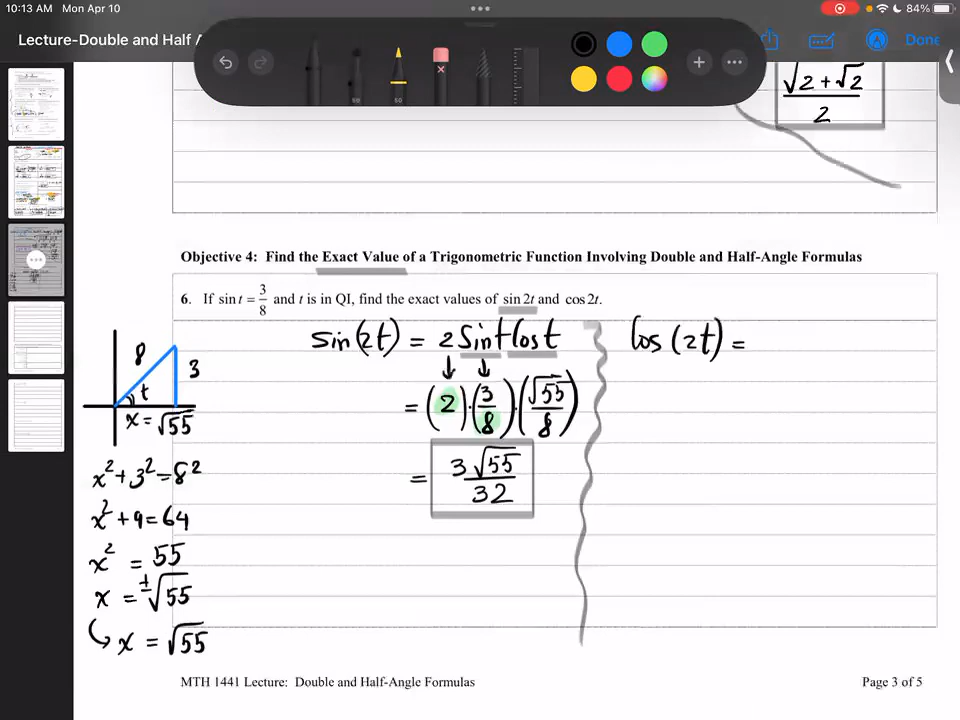 10:13 AM Mon Apr 10
84%
Lecture-Double and Half A
Done
50
50
√2 + √2
2
Objective 4: Find the Exact Value of a Trigonometric Function Involving Double and Half-Angle Formulas
6. If sin t = 3/8 and t is in QI, find the exact values of sin 2t and cos 2t.
sin(2t) = 2 Sin t Cos t
= (2)·(3/8)·(√55/8)
= 3√55/32
Cos (2t) =
8
3
t
x = √55
x² + 3² = 8²
x² + 9 = 64
x² = 55
x = ±√55
↳ x = √55
MTH 1441 Lecture: Double and Half-Angle Formulas
Page 3 of 5